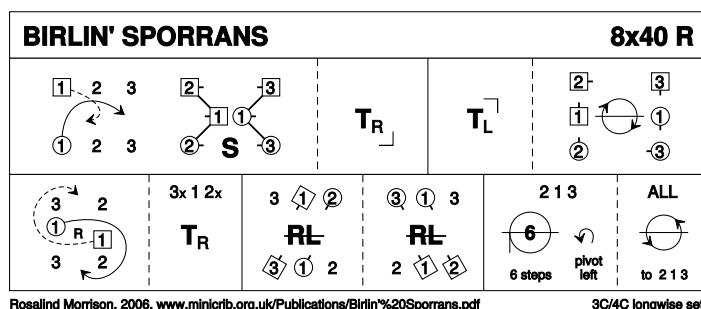 BIRLIN' SPORRANS 8x40 R
1 2 3 2 3
1 1 T_R T_L
1 2 3 2 S 3
2 3
1 1
2 3
3 2 3x 1 2x 3 1 2 3 1 3 2 1 3 ALL
1 R 1 T_R RL RL 6
3 2 3 1 2 2 1 2 6 steps pivot left to 2 1 3
Rosalind Morrison, 2006, www.minicrib.org.uk/Publications/Birlin'%20Sporrans.pdf 3C/4C longwise set